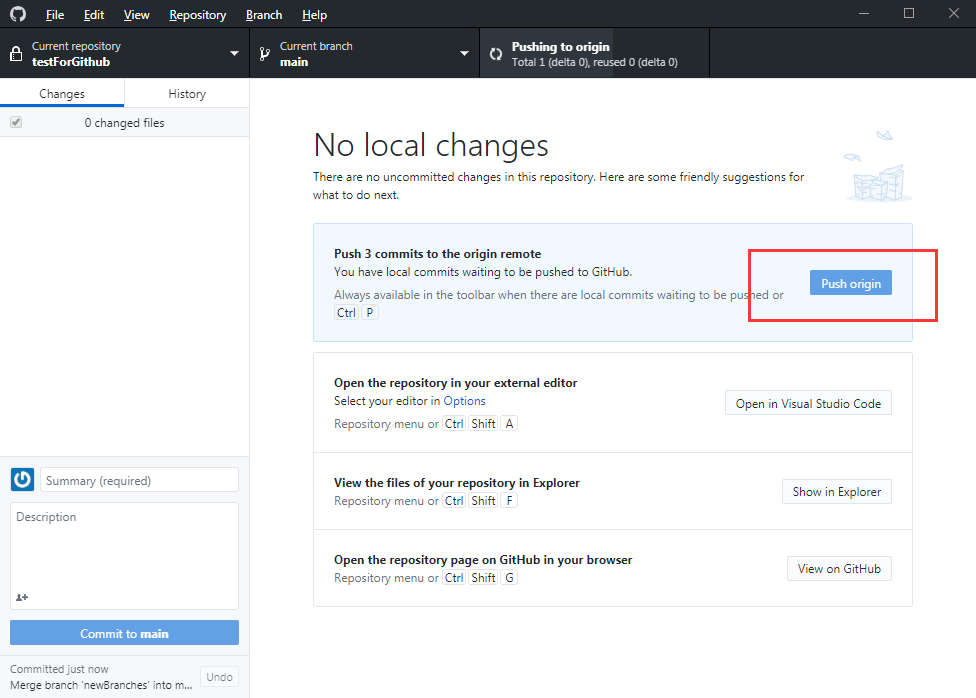 File Edit View Repository Branch Help
Current repository
testForGithub
Current branch
main
Pushing to origin
Total 1 (delta 0), reused 0 (delta 0)
Changes History
0 changed files
No local changes
There are no uncommitted changes in this repository. Here are some friendly suggestions for
what to do next.
Push 3 commits to the origin remote
You have local commits waiting to be pushed to GitHub.
Always available in the toolbar when there are local commits waiting to be pushed or
Ctrl P
Push origin
Open the repository in your external editor
Select your editor in Options
Repository menu or Ctrl Shift A
Open in Visual Studio Code
View the files of your repository in Explorer
Repository menu or Ctrl Shift F
Show in Explorer
Open the repository page on GitHub in your browser
Repository menu or Ctrl Shift G
View on GitHub
Summary (required)
Description
Commit to main
Committed just now
Merge branch 'newBranches' into m...
Undo